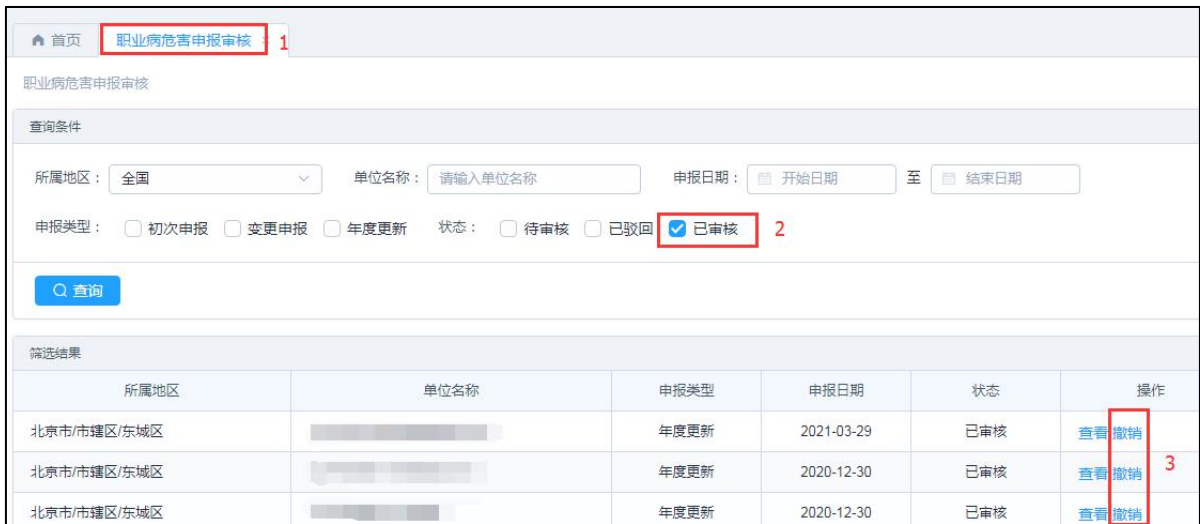 首页 职业病危害申报审核 × 1
职业病危害申报审核
查询条件
所属地区： 全国 单位名称： 请输入单位名称 申报日期： 开始日期 至 结束日期
申报类型： 初次申报 变更申报 年度更新 状态： 待审核 已驳回 已审核 2
查询
筛选结果
所属地区 单位名称 申报类型 申报日期 状态 操作
北京市/市辖区/东城区 年度更新 2021-03-29 已审核 查看 撤销
北京市/市辖区/东城区 年度更新 2020-12-30 已审核 查看 撤销 3
北京市/市辖区/东城区 年度更新 2020-12-30 已审核 查看 撤销